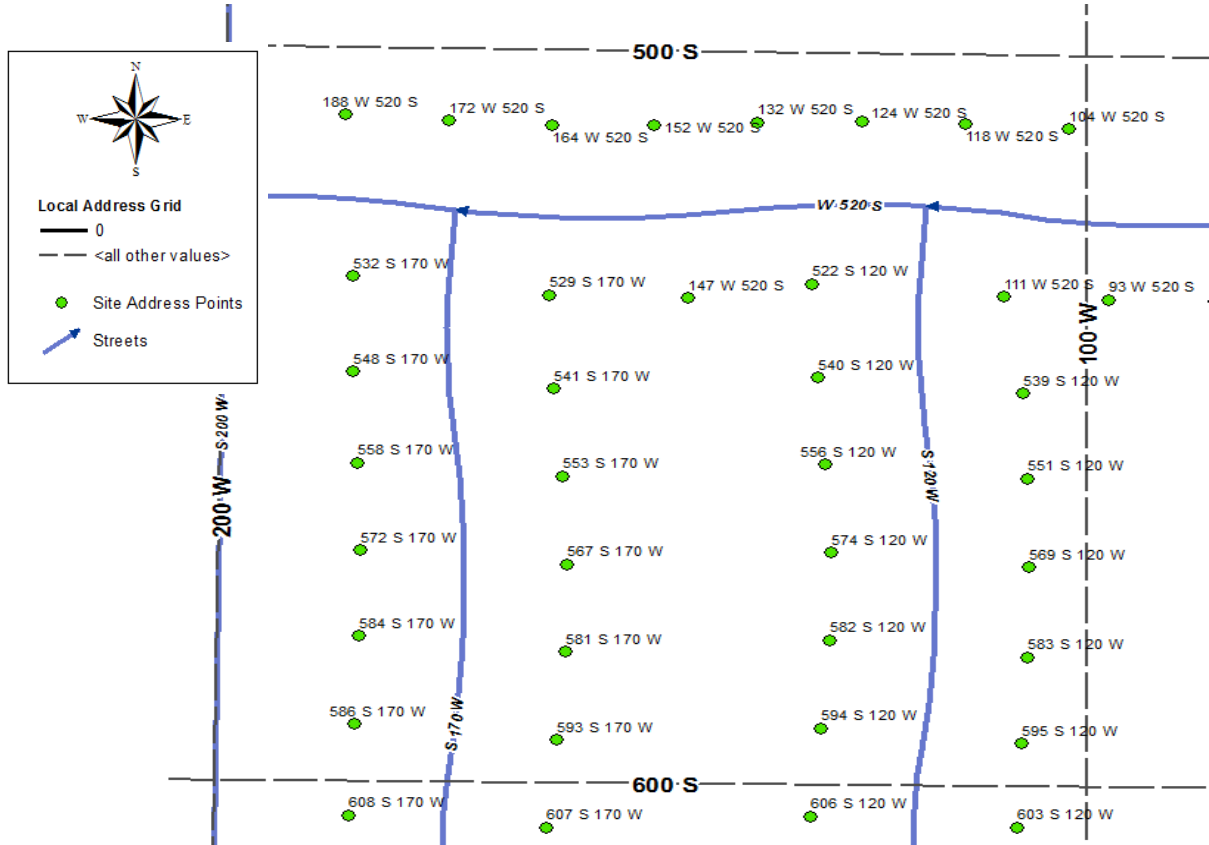 500 S
188 W 520 S
172 W 520 S
164 W 520 S
152 W 520 S
132 W 520 S
124 W 520 S
118 W 520 S
104 W 520 S
N
W
E
S
Local Address Grid
0
<all other values>
Site Address Points
Streets
W 520 S
532 S 170 W
529 S 170 W
147 W 520 S
522 S 120 W
111 W 520 S
93 W 520 S
100 W
548 S 170 W
541 S 170 W
540 S 120 W
539 S 120 W
S 200 W
200 W
558 S 170 W
553 S 170 W
556 S 120 W
S 120 W
551 S 120 W
572 S 170 W
567 S 170 W
574 S 120 W
569 S 120 W
584 S 170 W
581 S 170 W
582 S 120 W
583 S 120 W
586 S 170 W
S 170 W
593 S 170 W
594 S 120 W
595 S 120 W
600 S
608 S 170 W
607 S 170 W
606 S 120 W
603 S 120 W